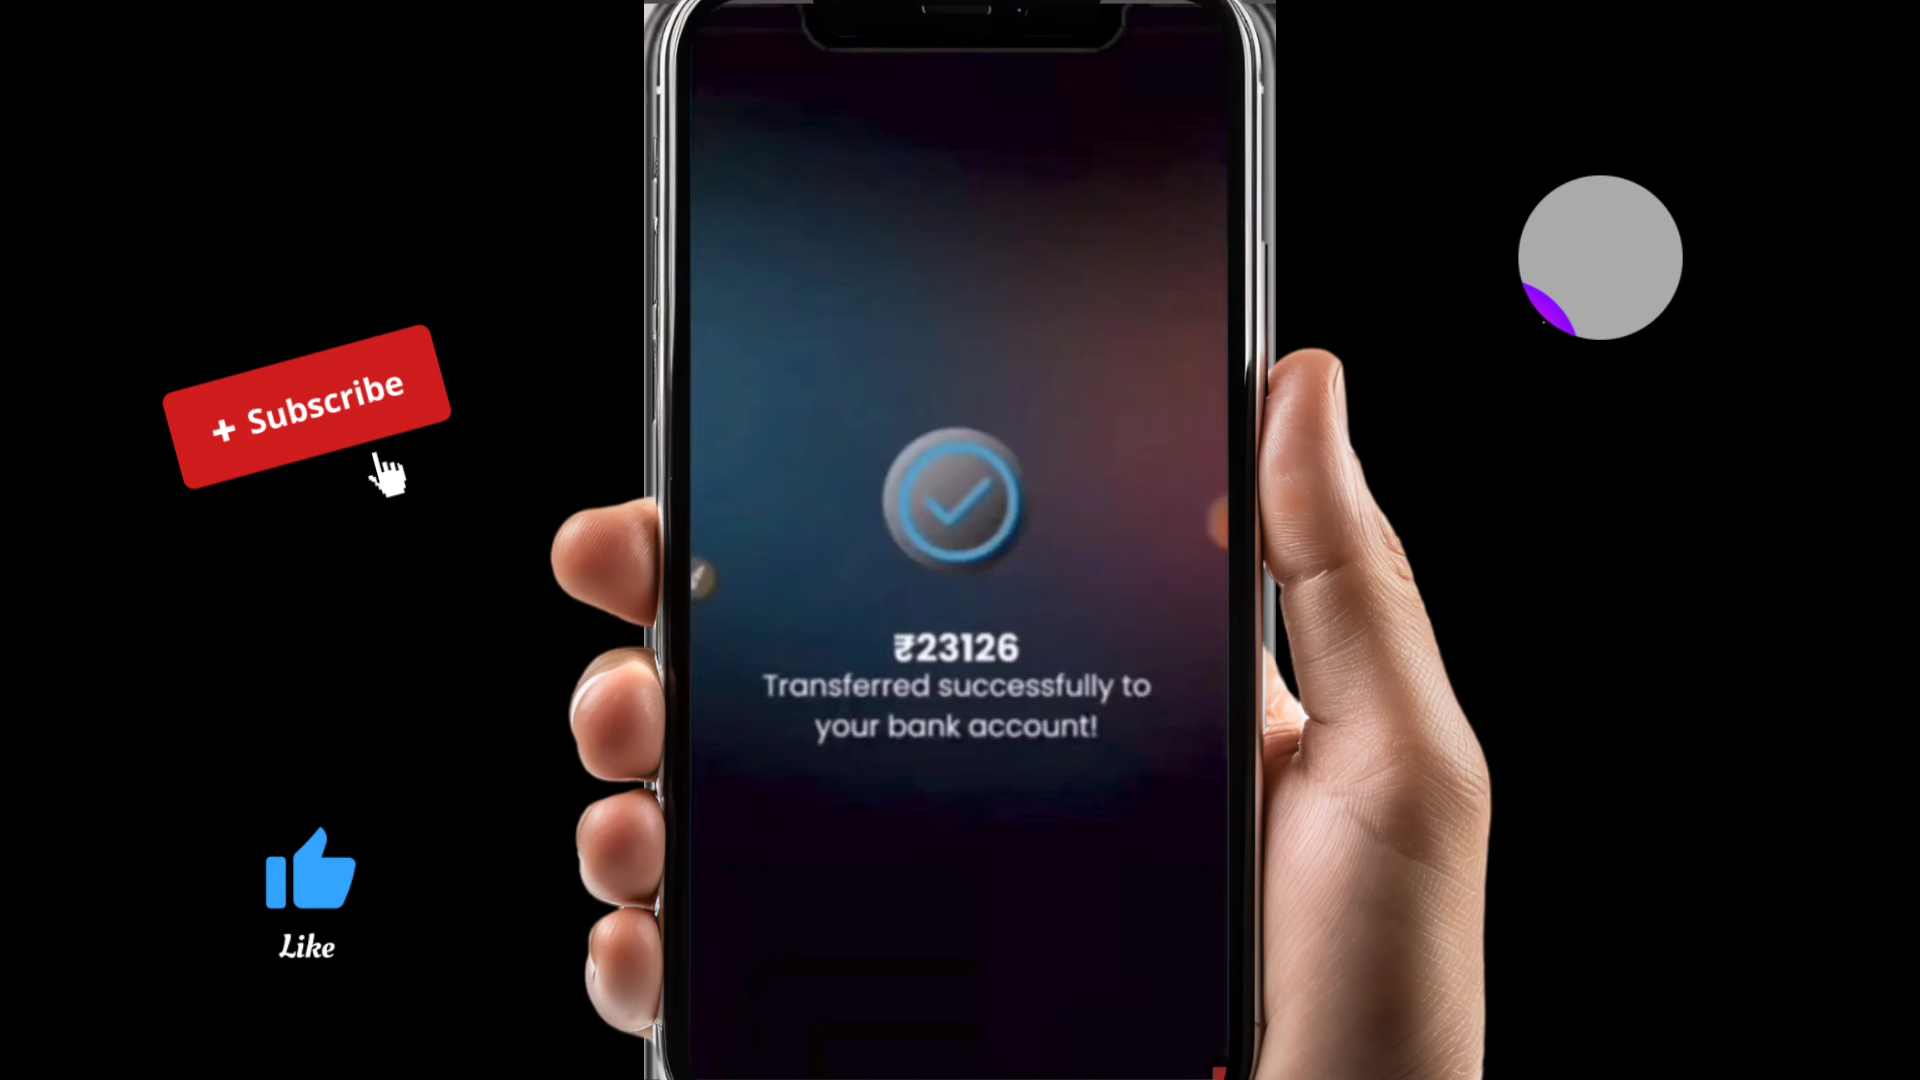 + Subscribe
Like
₹23126
Transferred successfully to
your bank account!